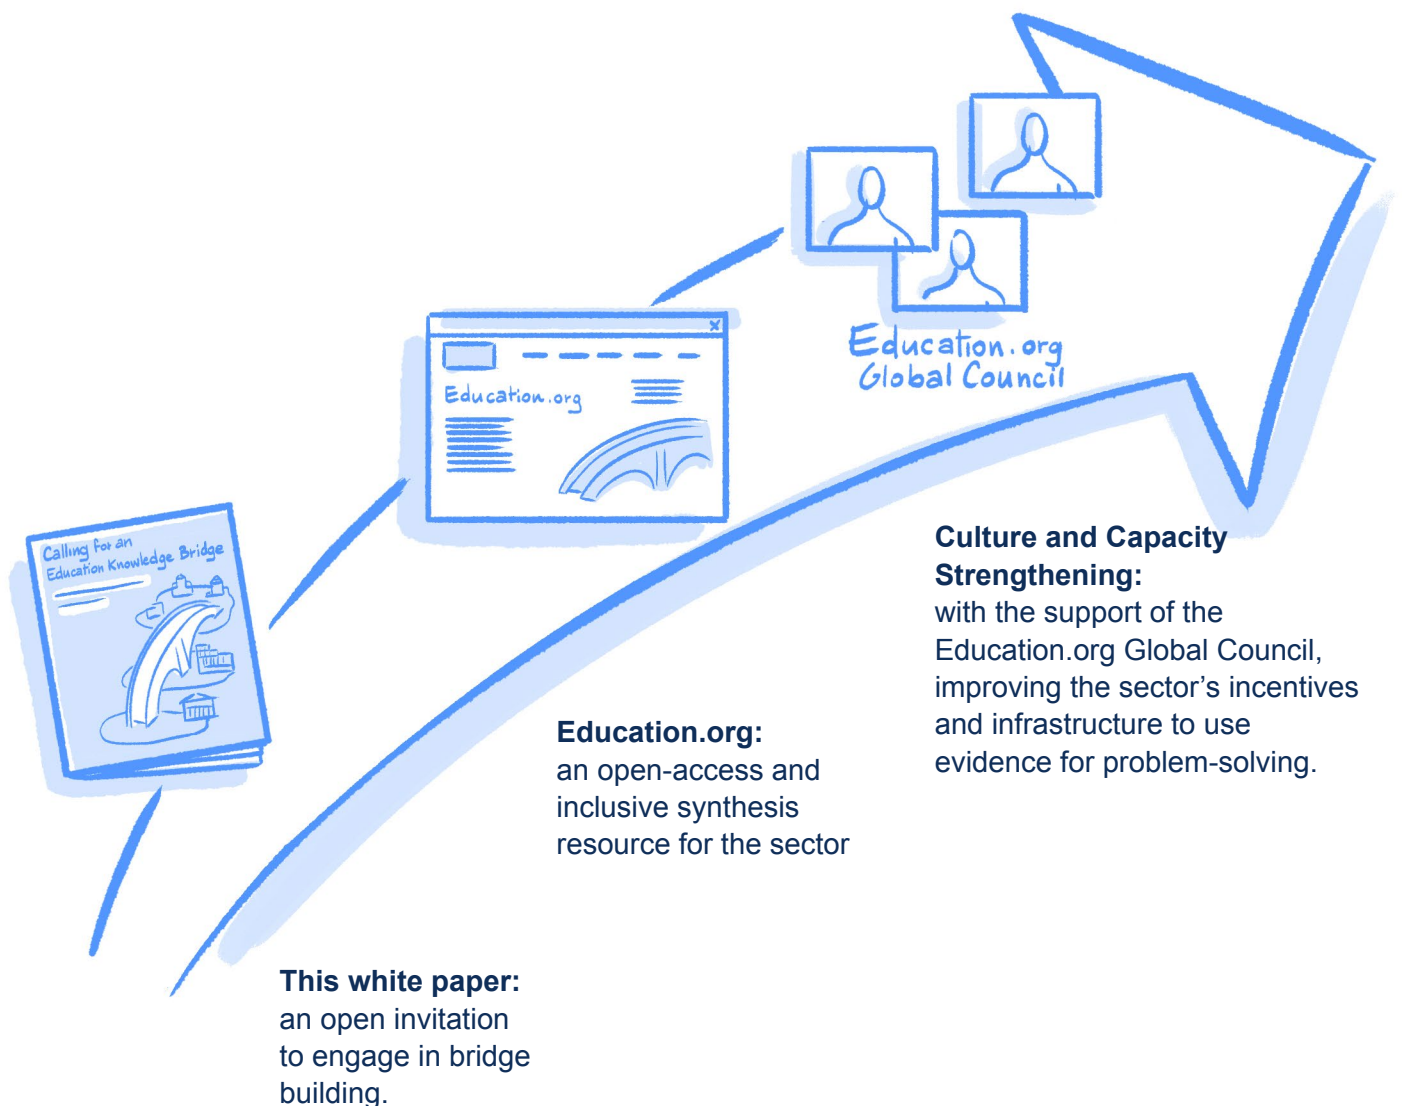 Education.org
Global Council
Education.org
Calling for an
Education Knowledge Bridge
Culture and Capacity
Strengthening:
with the support of the
Education.org Global Council,
improving the sector’s incentives
and infrastructure to use
evidence for problem-solving.
Education.org:
an open-access and
inclusive synthesis
resource for the sector
This white paper:
an open invitation
to engage in bridge
building.